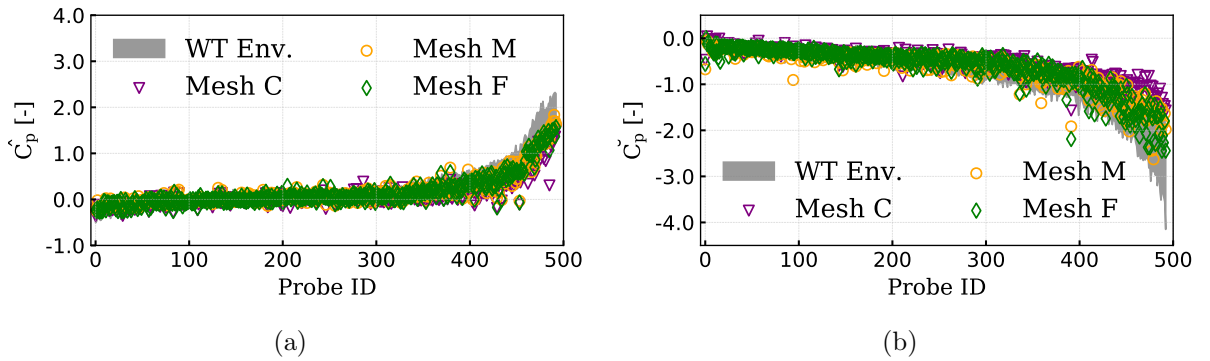 4.0
3.0
2.0
1.0
0.0
-1.0
Ĉp [-]
WT Env.
Mesh M
Mesh C
Mesh F
0 100 200 300 400 500
Probe ID
(a)
0.0
-1.0
-2.0
-3.0
-4.0
C̆p [-]
WT Env.
Mesh M
Mesh C
Mesh F
0 100 200 300 400 500
Probe ID
(b)